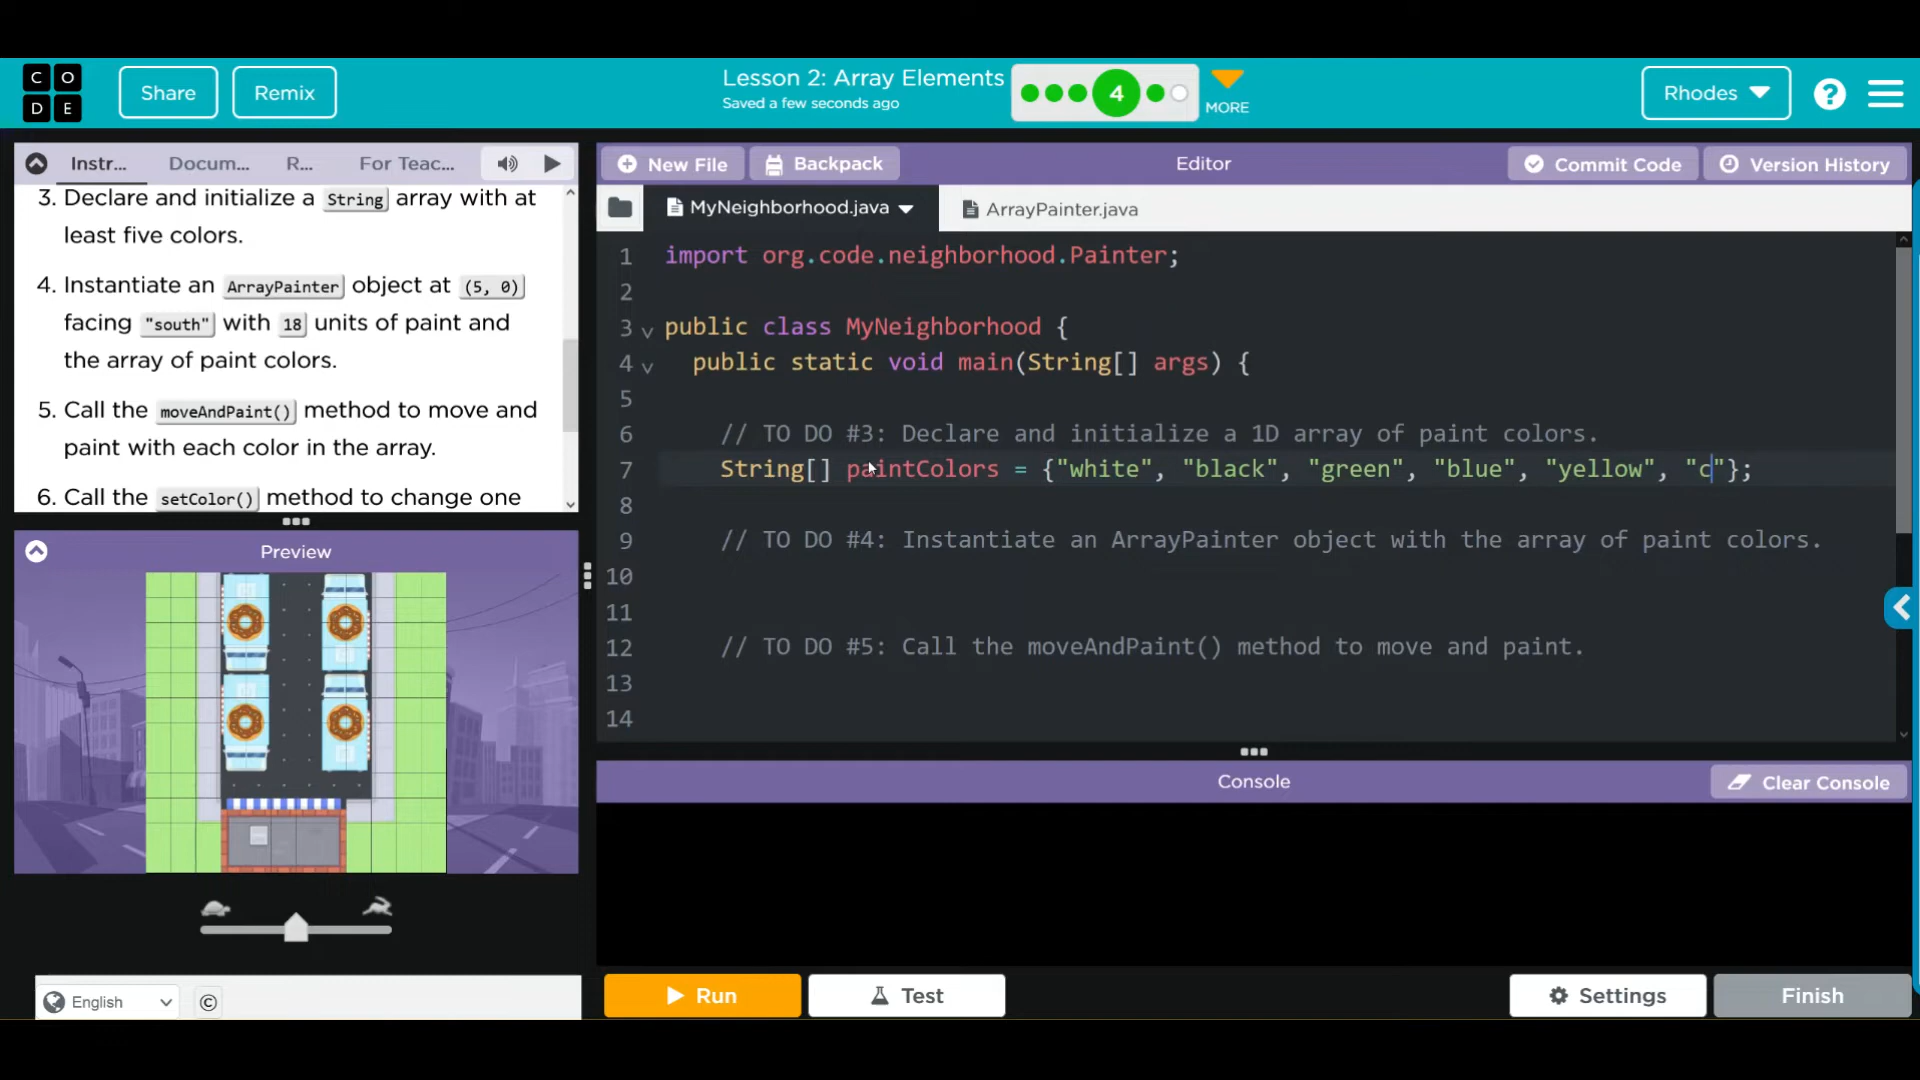 C O
D E
Share
Remix
Lesson 2: Array Elements
Saved a few seconds ago
4
MORE
Rhodes
?
Instr...
Docum...
R...
For Teac...
New File
Backpack
Editor
Commit Code
Version History
3. Declare and initialize a String array with at
least five colors.
4. Instantiate an ArrayPainter object at (5, 0)
facing "south" with 18 units of paint and
the array of paint colors.
5. Call the moveAndPaint() method to move and
paint with each color in the array.
6. Call the setColor() method to change one
MyNeighborhood.java
ArrayPainter.java
1 import org.code.neighborhood.Painter;
2
3 public class MyNeighborhood {
4 public static void main(String[] args) {
5
6 // TO DO #3: Declare and initialize a 1D array of paint colors.
7 String[] paintColors = {"white", "black", "green", "blue", "yellow", "c"};
8
9 // TO DO #4: Instantiate an ArrayPainter object with the array of paint colors.
10
11
12 // TO DO #5: Call the moveAndPaint() method to move and paint.
13
14
Preview
Console
Clear Console
English
©
Run
Test
Settings
Finish